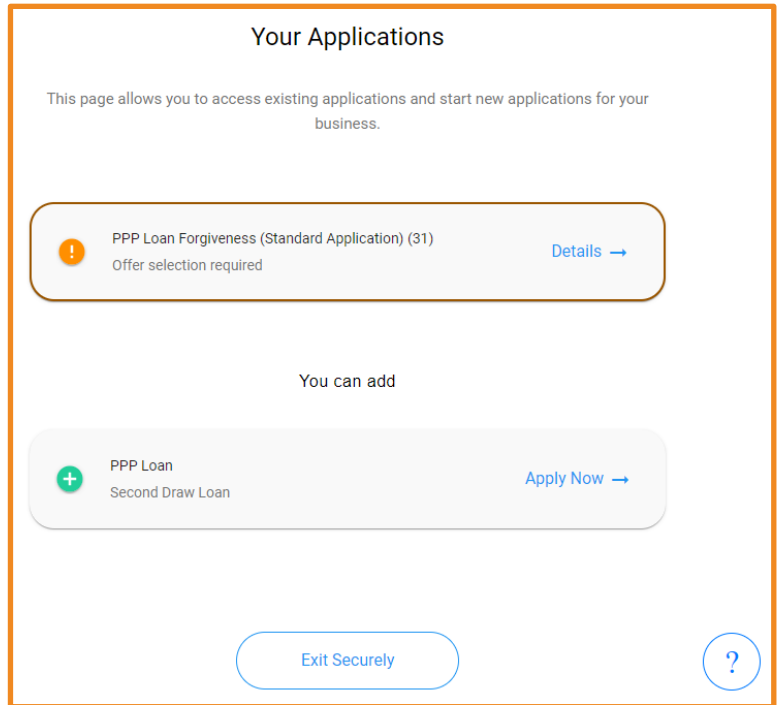 Your Applications
This page allows you to access existing applications and start new applications for your
business.
PPP Loan Forgiveness (Standard Application) (31)
Offer selection required
Details →
You can add
PPP Loan
Second Draw Loan
Apply Now →
Exit Securely
?